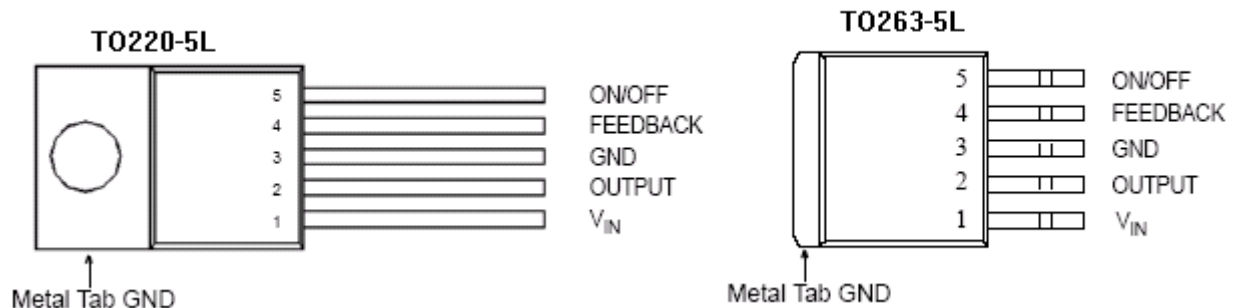 TO220-5L
5 ON/OFF
4 FEEDBACK
3 GND
2 OUTPUT
1 VIN
Metal Tab GND
TO263-5L
5 ON/OFF
4 FEEDBACK
3 GND
2 OUTPUT
1 VIN
Metal Tab GND